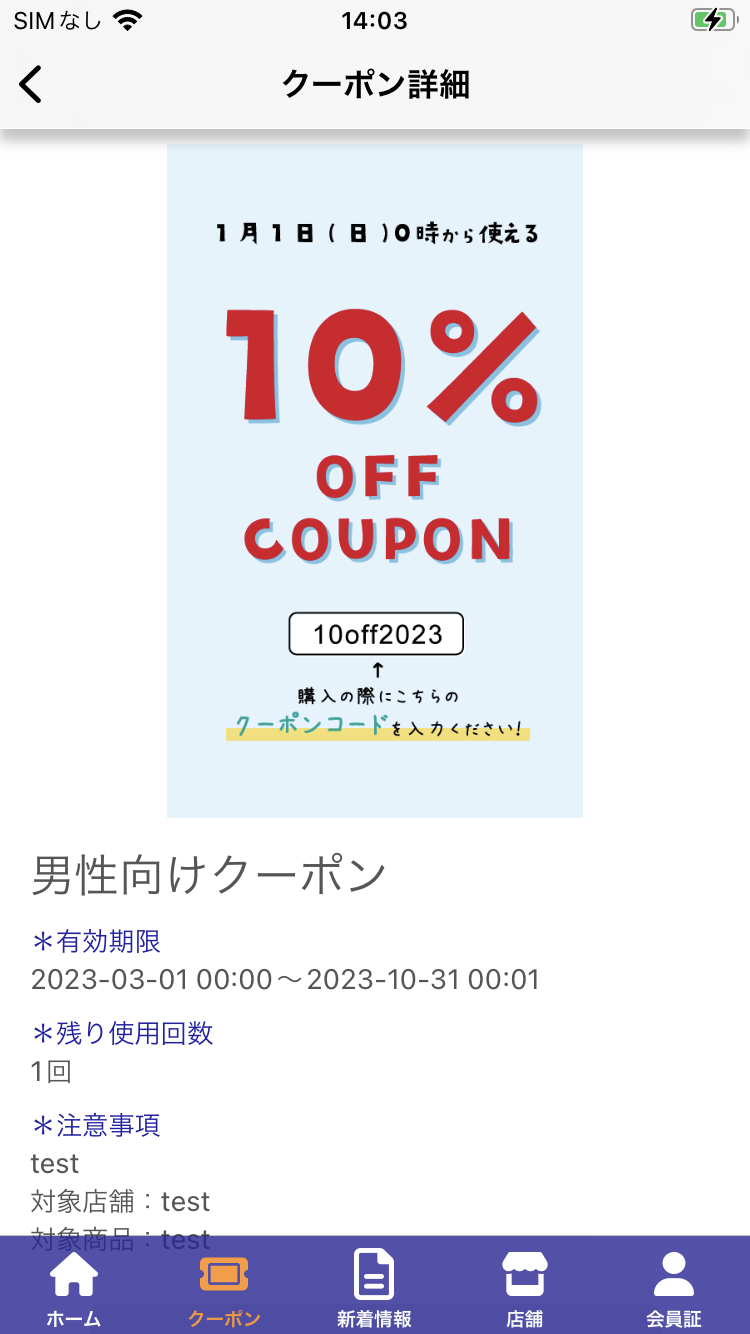 SIMなし 14:03
クーポン詳細
1月1日(日)0時から使える
10%
OFF
COUPON
10off2023
↑
購入の際にこちらの
クーポンコードを入力ください!
男性向けクーポン
＊有効期限
2023-03-01 00:00～2023-10-31 00:01
＊残り使用回数
1回
＊注意事項
test
対象店舗：test
対象商品：test
ホーム クーポン 新着情報 店舗 会員証